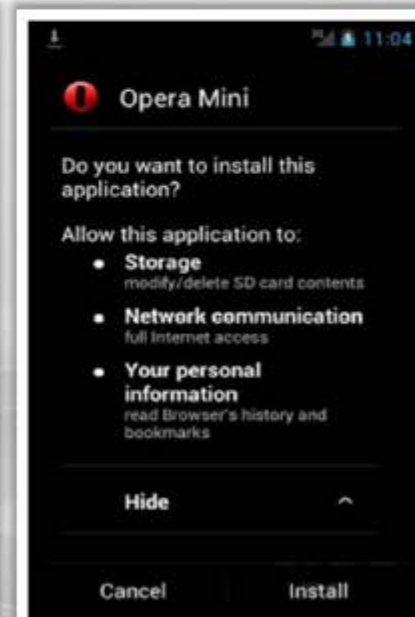 11:04
Opera Mini
Do you want to install this
application?
Allow this application to:
Storage
modify/delete SD card contents
Network communication
full Internet access
Your personal
information
read Browser's history and
bookmarks
Hide
Cancel
Install